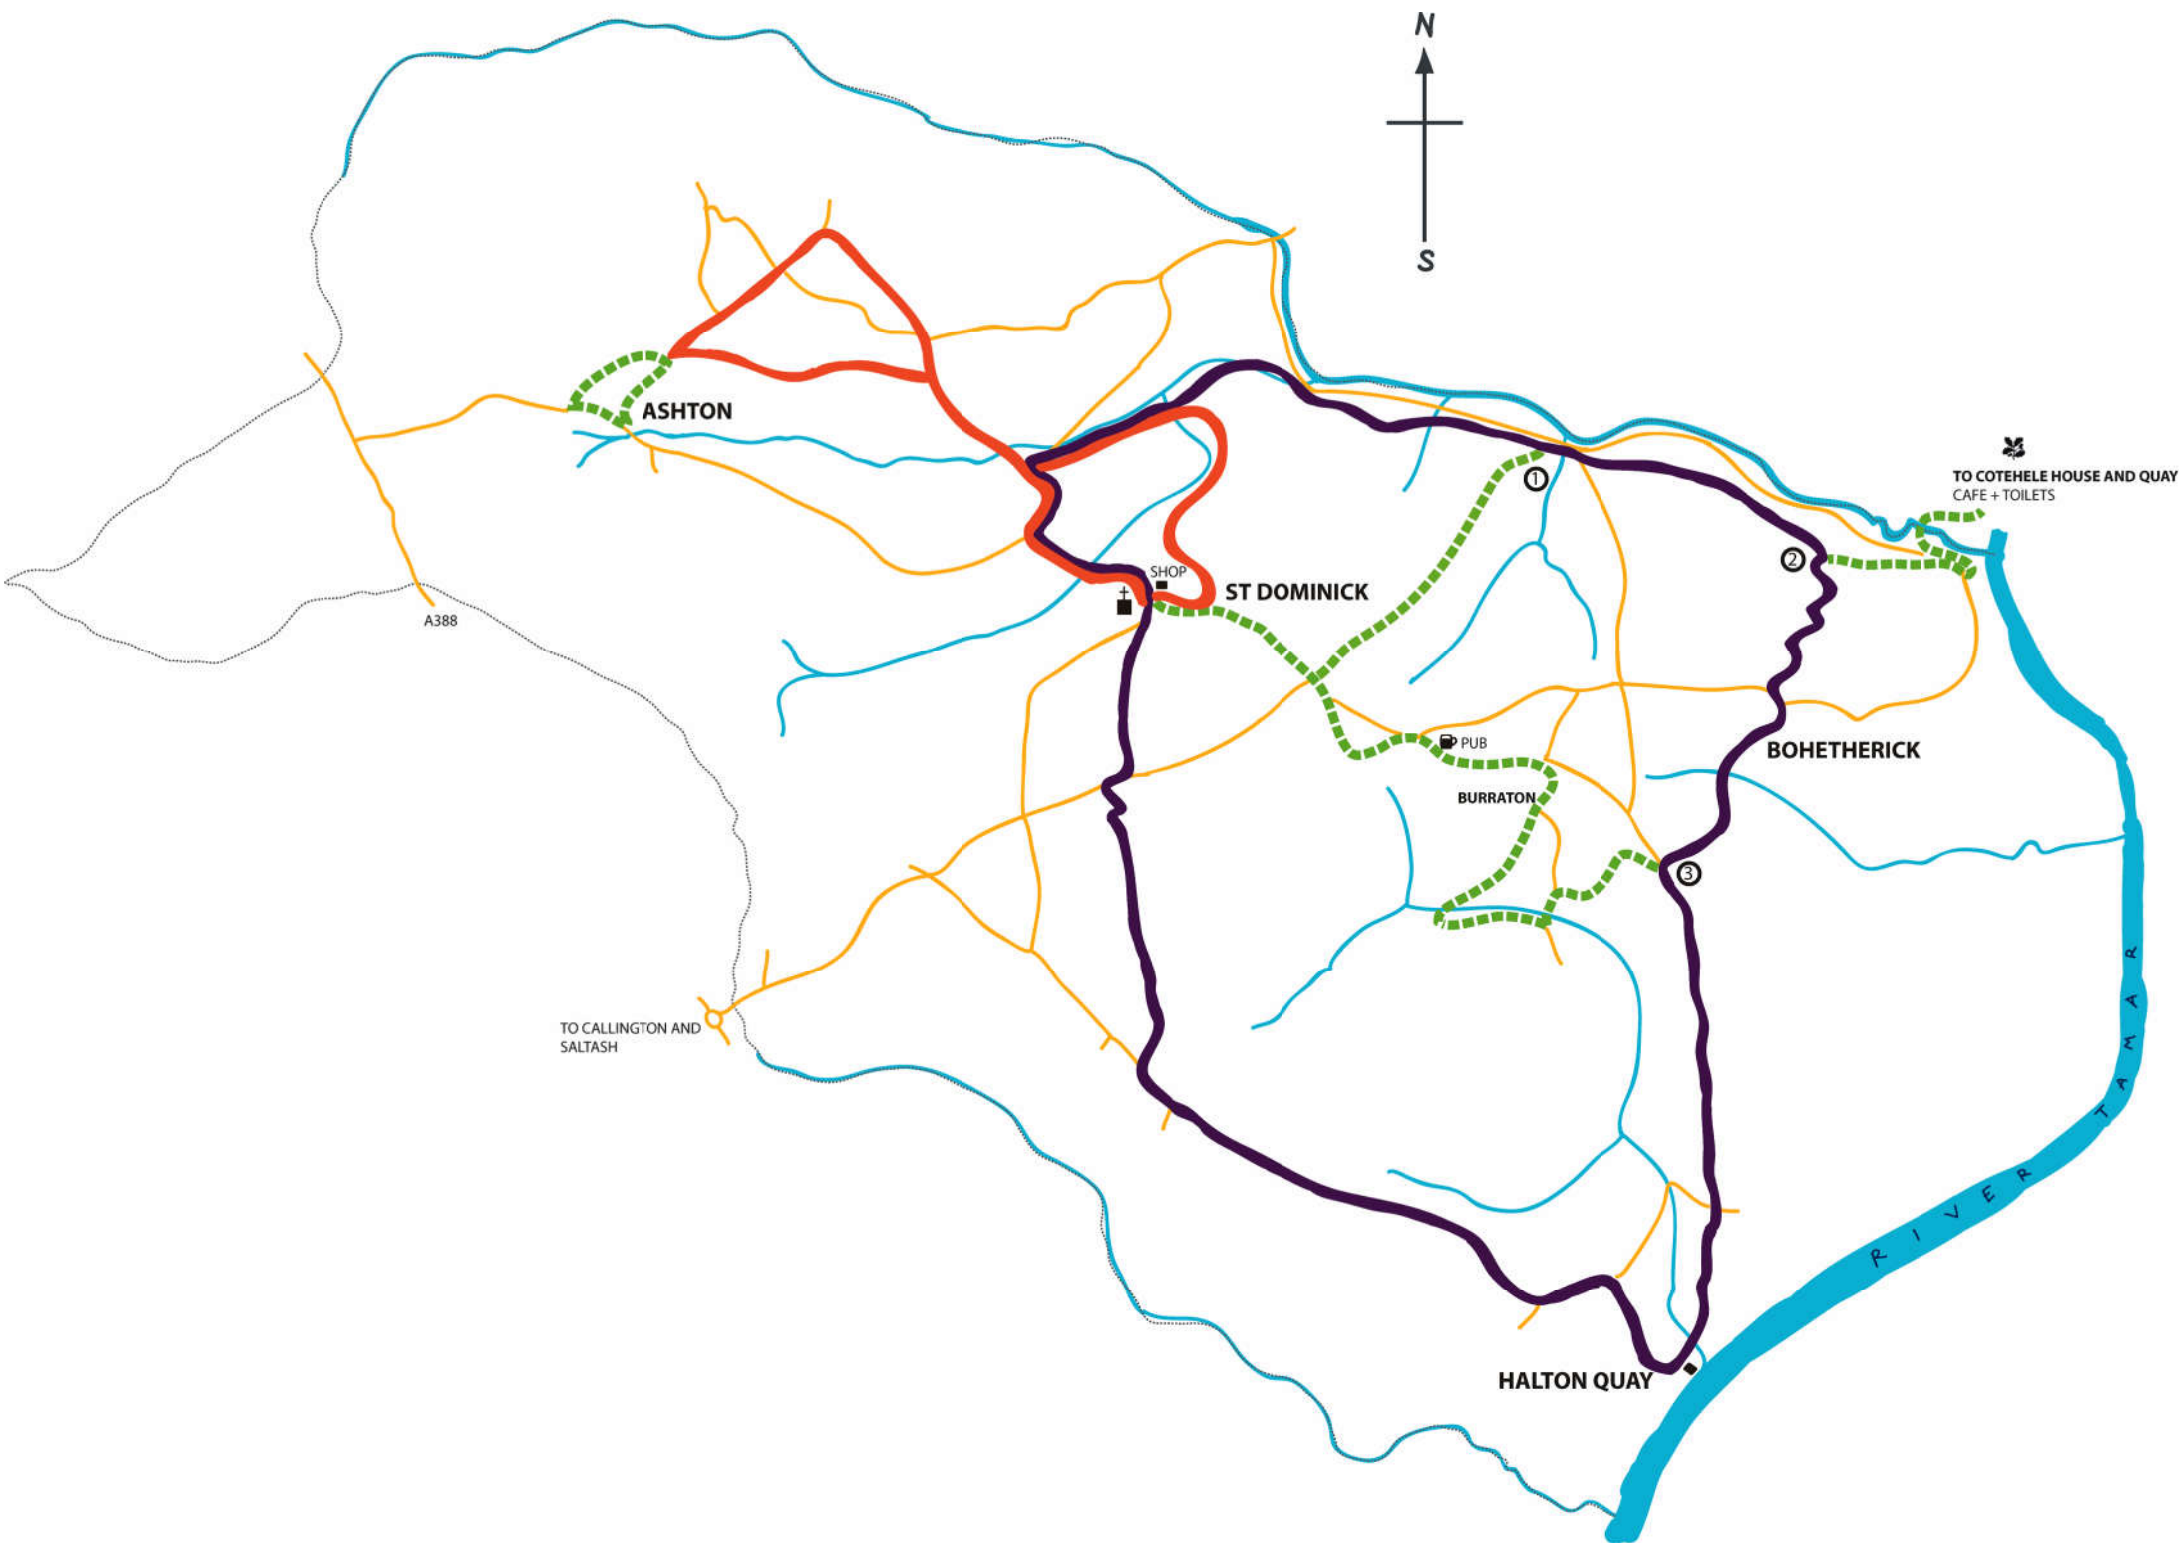 N
S
ASHTON
TO COTEHELE HOUSE AND QUAY
CAFE + TOILETS
1
2
SHOP
ST DOMINICK
A388
PUB
BOHETHERICK
BURRATON
3
TO CALLINGTON AND
SALTASH
RIVER TAMAR
HALTON QUAY